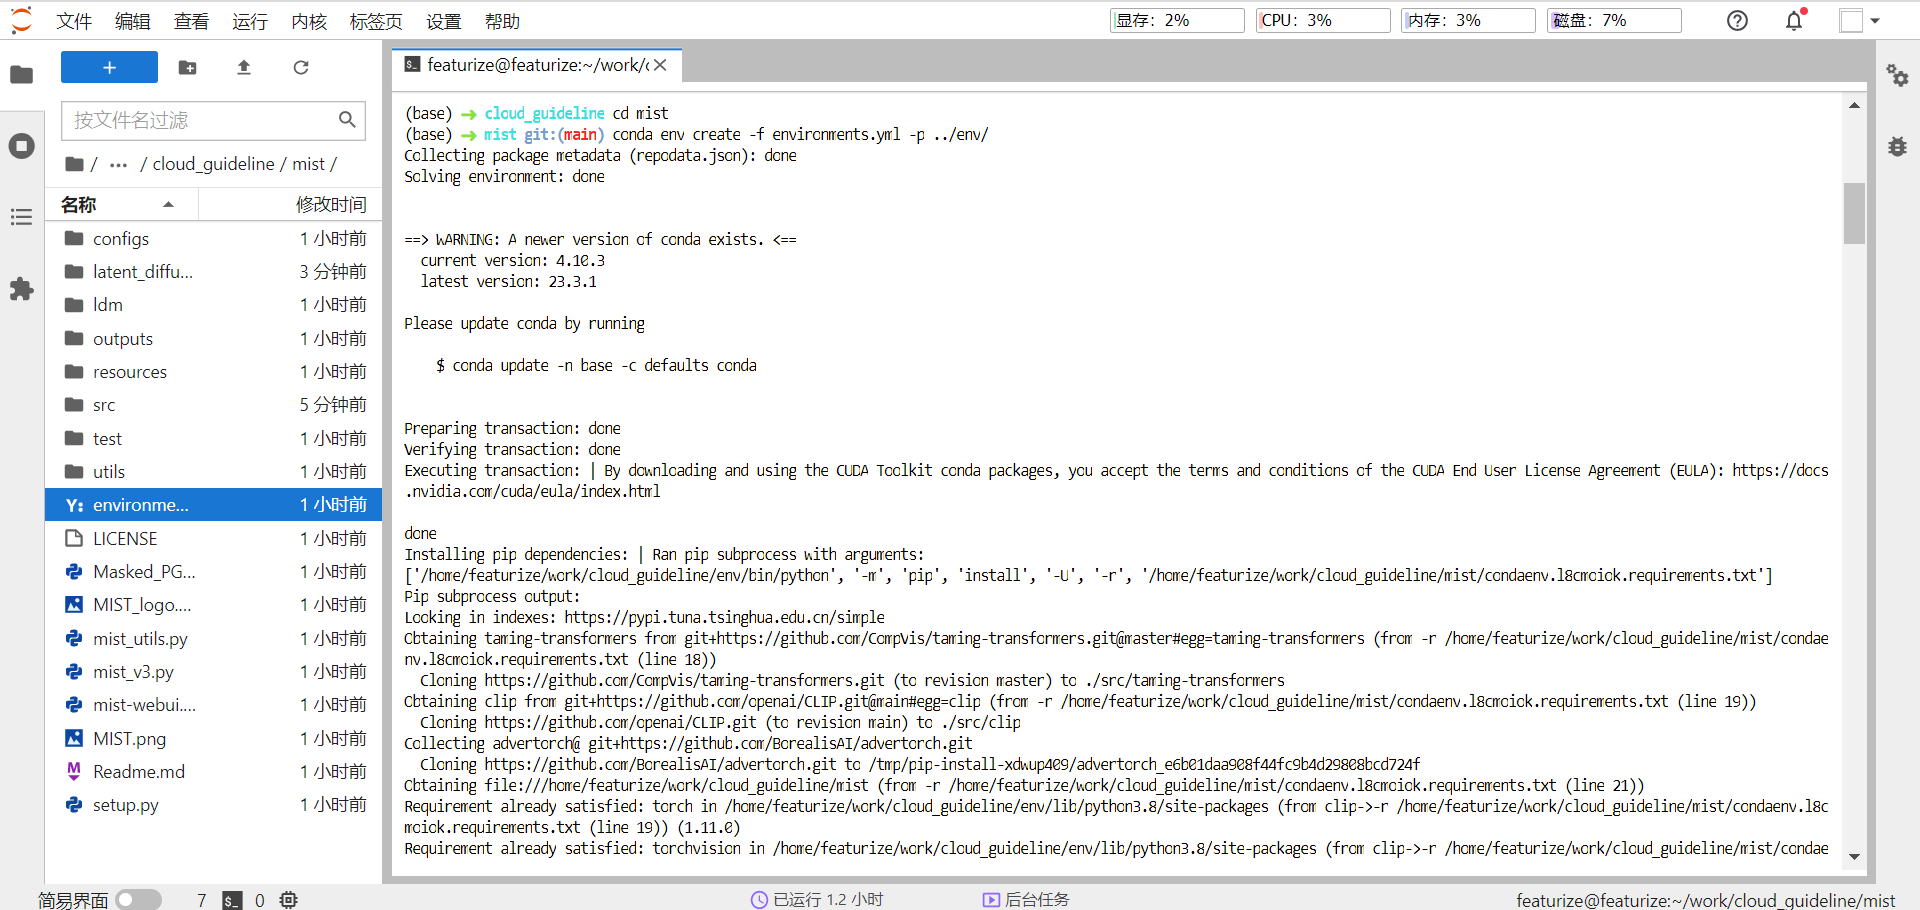 文件 编辑 查看 运行 内核 标签页 设置 帮助 显存：2% CPU：3% 内存：3% 磁盘：7%
+
featurize@featurize:~/work/c
按文件名过滤
/ ··· / cloud_guideline / mist /
名称 修改时间
configs 1 小时前
latent_diffu... 3 分钟前
ldm 1 小时前
outputs 1 小时前
resources 1 小时前
src 5 分钟前
test 1 小时前
utils 1 小时前
Y: environme... 1 小时前
LICENSE 1 小时前
Masked_PG... 1 小时前
MIST_logo.... 1 小时前
mist_utils.py 1 小时前
mist_v3.py 1 小时前
mist-webui.... 1 小时前
MIST.png 1 小时前
Readme.md 1 小时前
setup.py 1 小时前
(base) ➜ cloud_guideline cd mist
(base) ➜ mist git:(main) conda env create -f environments.yml -p ../env/
Collecting package metadata (repodata.json): done
Solving environment: done
==> WARNING: A newer version of conda exists. <==
current version: 4.10.3
latest version: 23.3.1
Please update conda by running
$ conda update -n base -c defaults conda
Preparing transaction: done
Verifying transaction: done
Executing transaction: | By downloading and using the CUDA Toolkit conda packages, you accept the terms and conditions of the CUDA End User License Agreement (EULA): https://docs
.nvidia.com/cuda/eula/index.html
done
Installing pip dependencies: | Ran pip subprocess with arguments:
['/home/featurize/work/cloud_guideline/env/bin/python', '-m', 'pip', 'install', '-U', '-r', '/home/featurize/work/cloud_guideline/mist/condaenv.l8cmoiok.requirements.txt']
Pip subprocess output:
Looking in indexes: https://pypi.tuna.tsinghua.edu.cn/simple
Obtaining taming-transformers from git+https://github.com/CompVis/taming-transformers.git@master#egg=taming-transformers (from -r /home/featurize/work/cloud_guideline/mist/condae
nv.l8cmoiok.requirements.txt (line 18))
Cloning https://github.com/CompVis/taming-transformers.git (to revision master) to ./src/taming-transformers
Obtaining clip from git+https://github.com/openai/CLIP.git@main#egg=clip (from -r /home/featurize/work/cloud_guideline/mist/condaenv.l8cmoiok.requirements.txt (line 19))
Cloning https://github.com/openai/CLIP.git (to revision main) to ./src/clip
Collecting advertorch@ git+https://github.com/BorealisAI/advertorch.git
Cloning https://github.com/BorealisAI/advertorch.git to /tmp/pip-install-xdwup409/advertorch_e6b01daa908f44fc9b4d29808bcd724f
Obtaining file:///home/featurize/work/cloud_guideline/mist (from -r /home/featurize/work/cloud_guideline/mist/condaenv.l8cmoiok.requirements.txt (line 21))
Requirement already satisfied: torch in /home/featurize/work/cloud_guideline/env/lib/python3.8/site-packages (from clip->-r /home/featurize/work/cloud_guideline/mist/condaenv.l8c
moiok.requirements.txt (line 19)) (1.11.0)
Requirement already satisfied: torchvision in /home/featurize/work/cloud_guideline/env/lib/python3.8/site-packages (from clip->-r /home/featurize/work/cloud_guideline/mist/condae
简易界面 7 $_ 0 已运行 1.2 小时 后台任务 featurize@featurize:~/work/cloud_guideline/mist